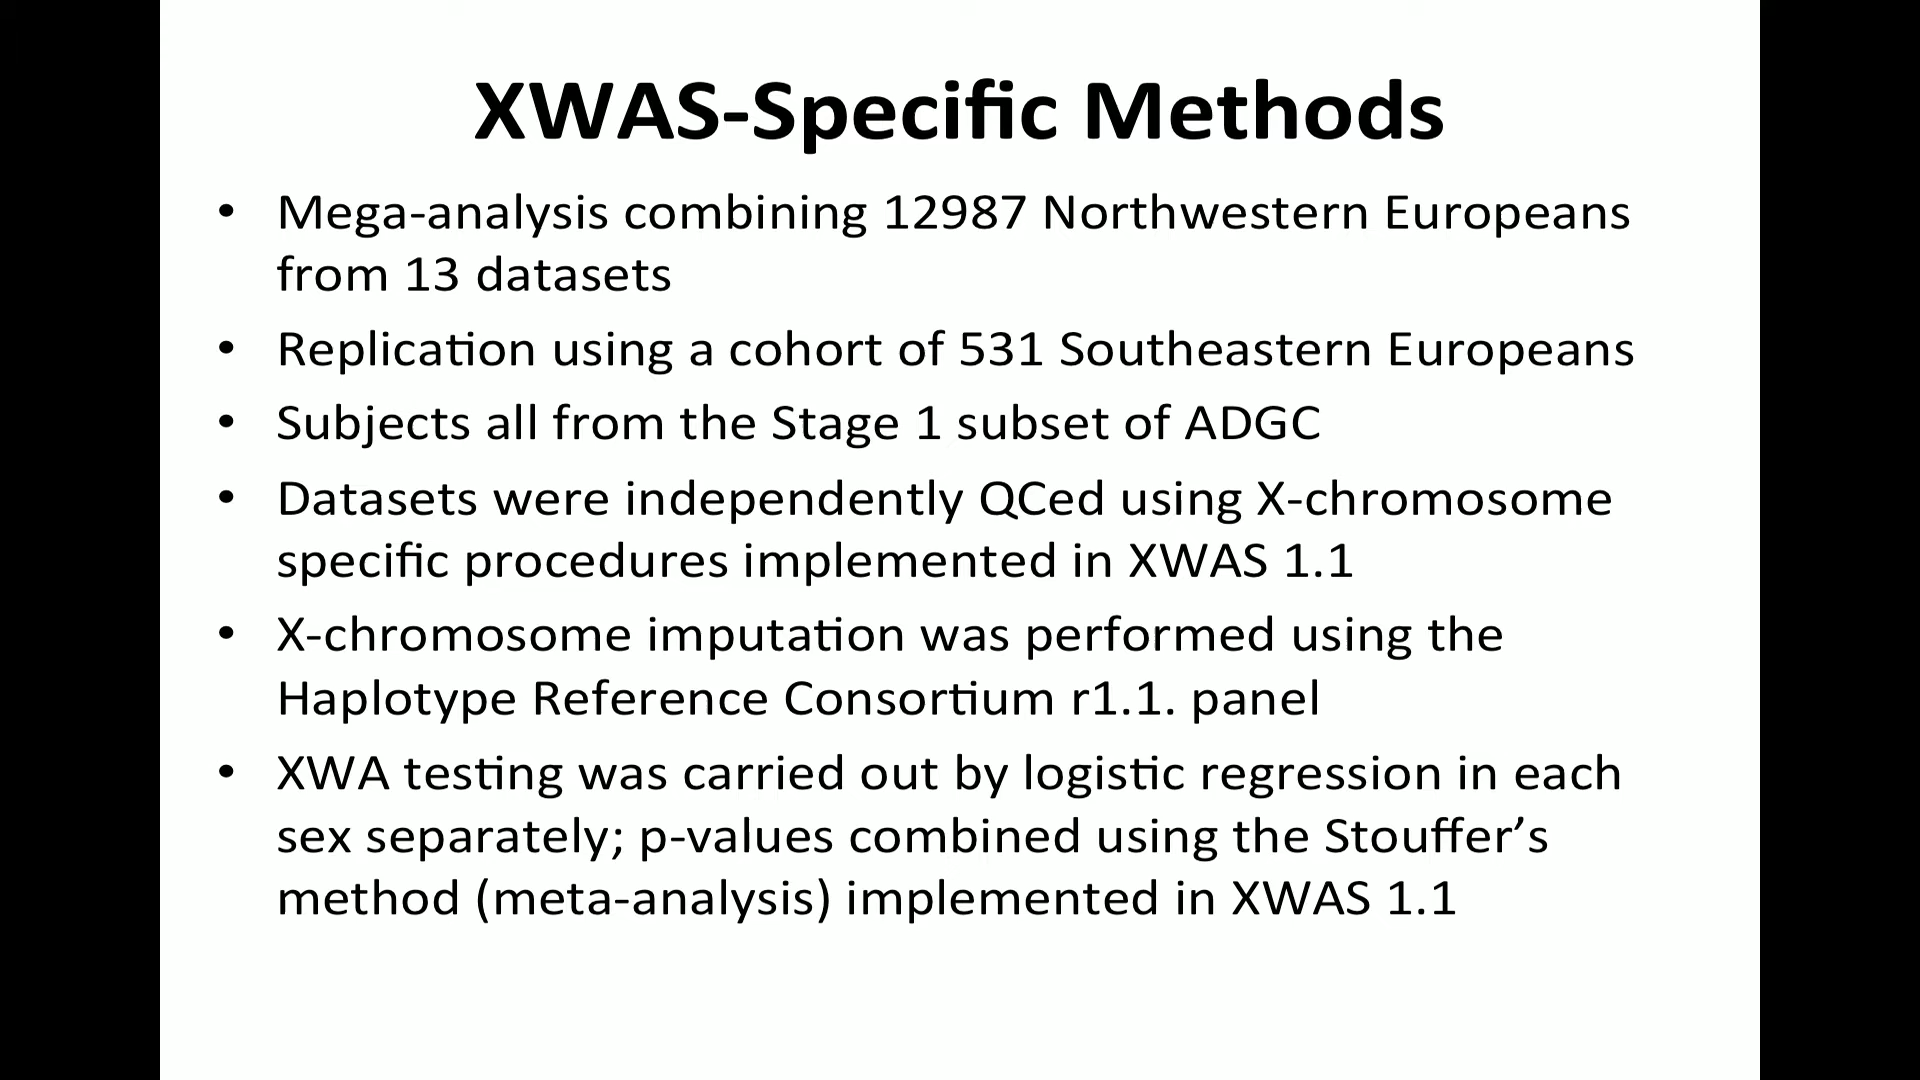 XWAS-Specific Methods
• Mega-analysis combining 12987 Northwestern Europeans
from 13 datasets
• Replication using a cohort of 531 Southeastern Europeans
• Subjects all from the Stage 1 subset of ADGC
• Datasets were independently QCed using X-chromosome
specific procedures implemented in XWAS 1.1
• X-chromosome imputation was performed using the
Haplotype Reference Consortium r1.1. panel
• XWA testing was carried out by logistic regression in each
sex separately; p-values combined using the Stouffer’s
method (meta-analysis) implemented in XWAS 1.1